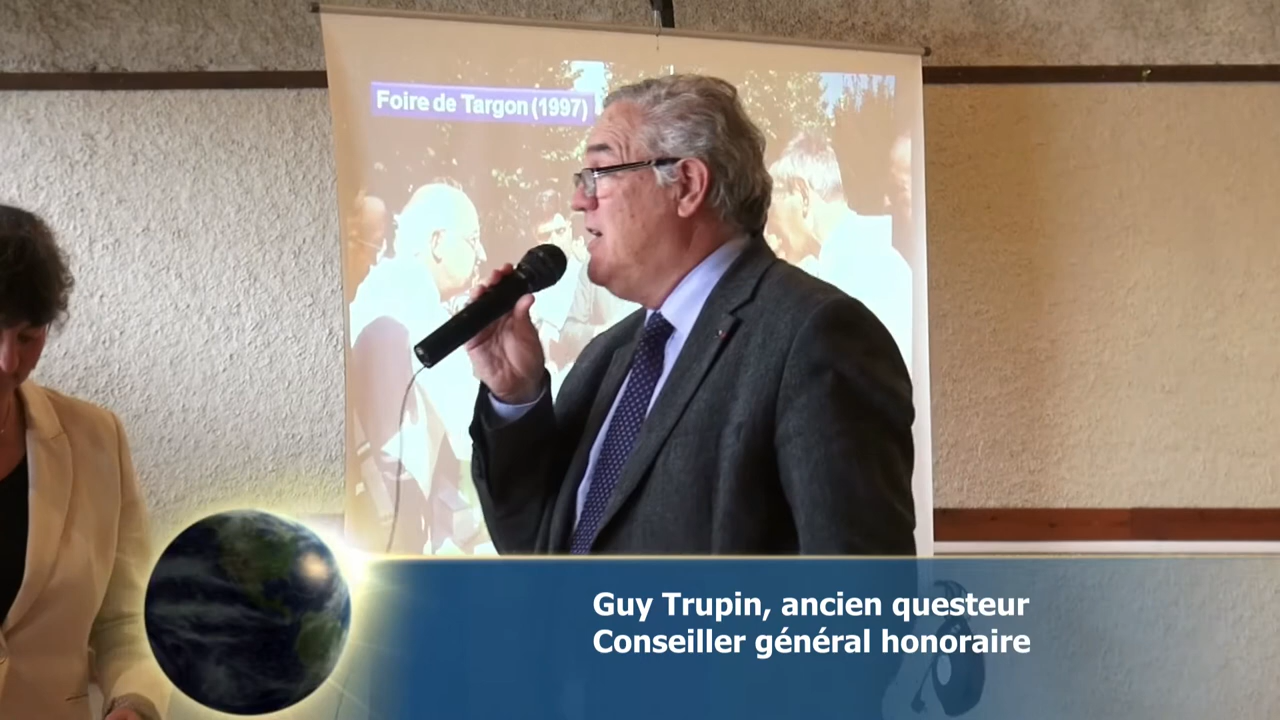 Foire de Targon (1997)
Guy Trupin, ancien questeur
Conseiller général honoraire